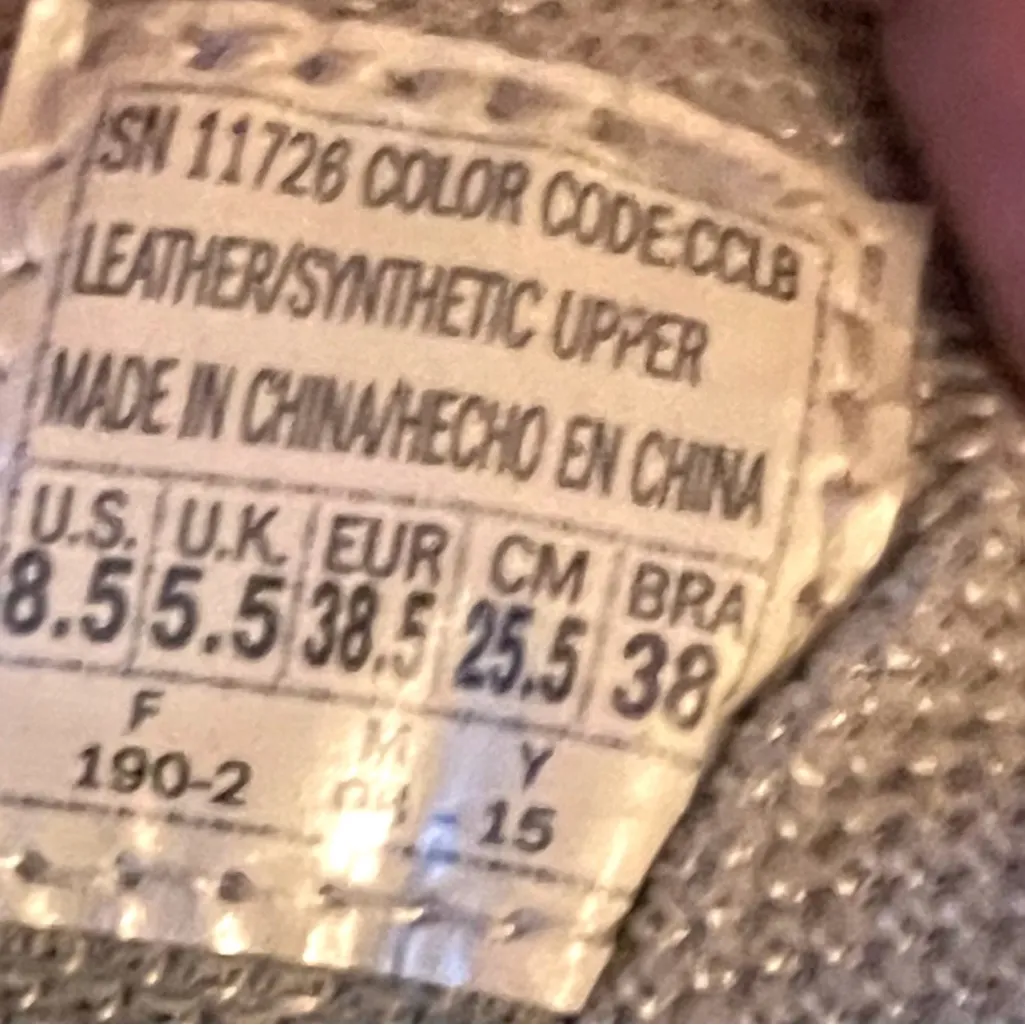 SN 11726 COLOR CODE:CCLB
LEATHER/SYNTHETIC UPPER
MADE IN CHINA/HECHO EN CHINA
U.S. U.K. EUR CM BRA
8.5 5.5 38.5 25.5 38
F M Y
190-2 04 15